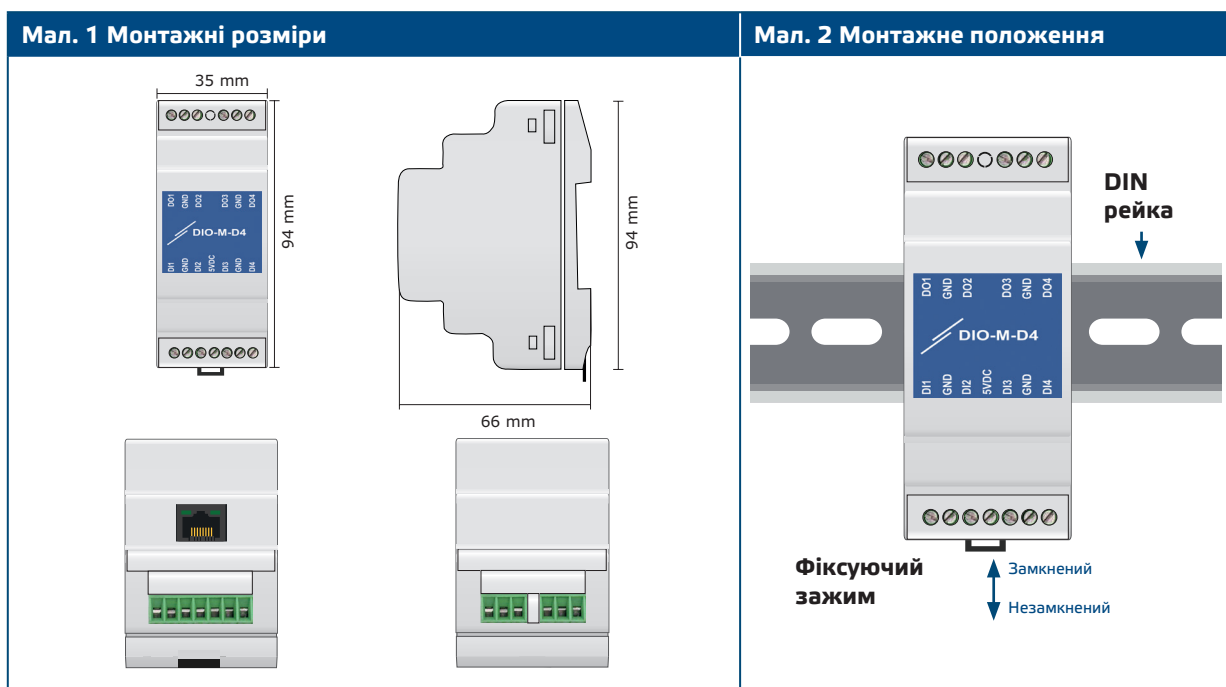 Мал. 1 Монтажні розміри
35 mm
94 mm
DO1 GND DO2 DO3 GND DO4
DIO-M-D4
DI1 GND DI2 5VDC DI3 GND DI4
94 mm
66 mm
Мал. 2 Монтажне положення
DIN
рейка
DO1 GND DO2 DO3 GND DO4
DIO-M-D4
DI1 GND DI2 5VDC DI3 GND DI4
Фіксуючий
зажим
Замкнений
Незамкнений